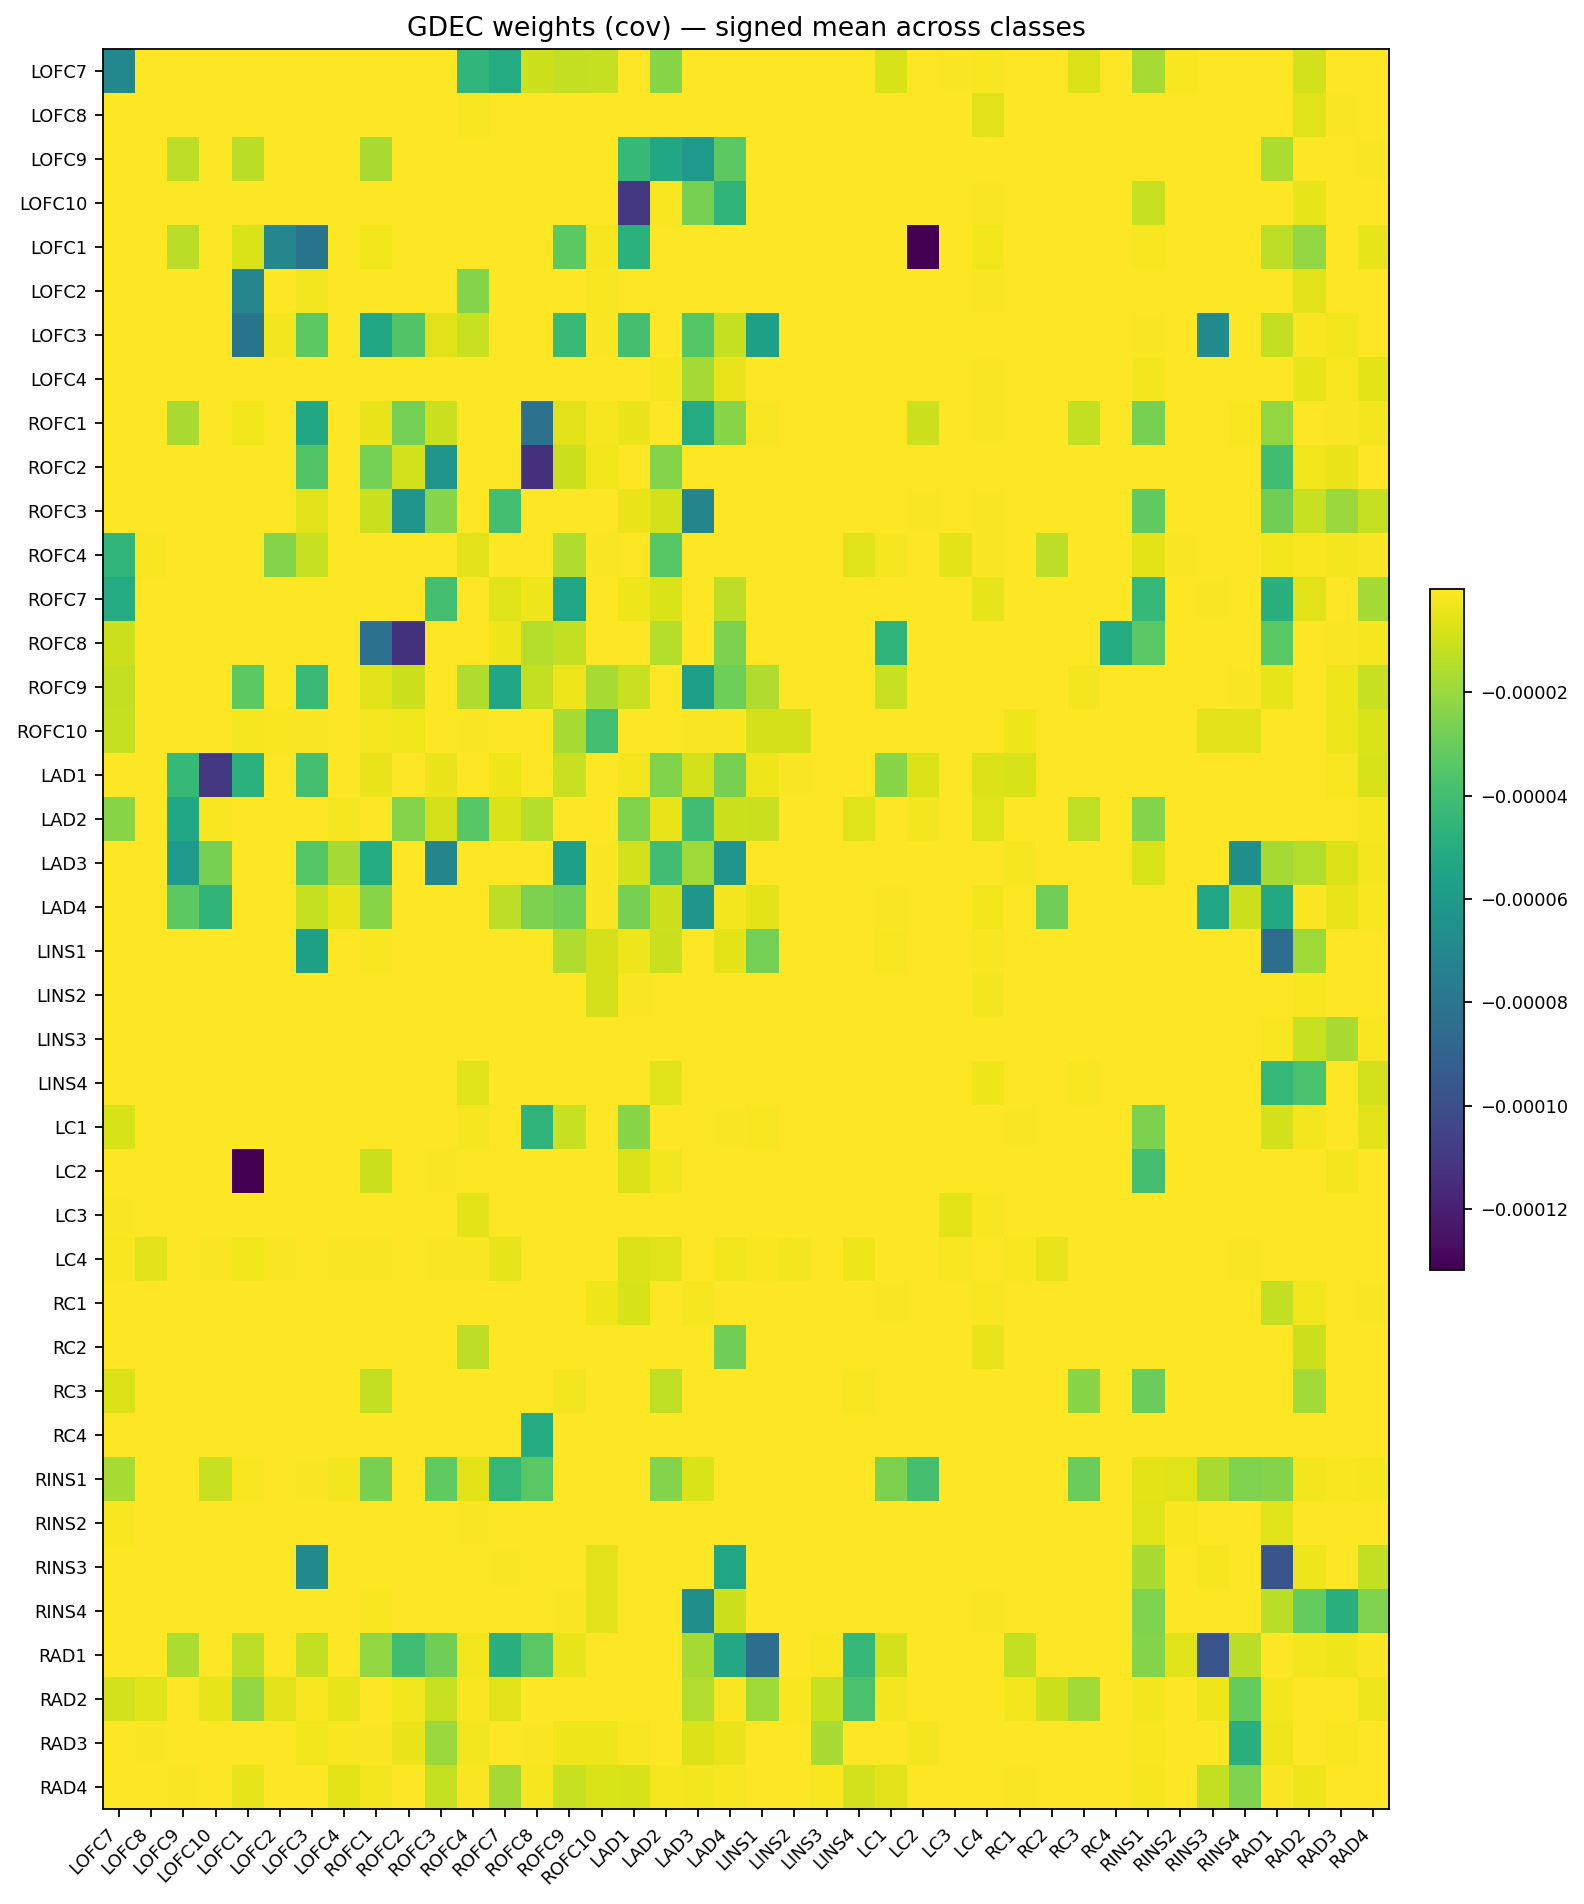 GDEC weights (cov) — signed mean across classes
LOFC7
LOFC8
LOFC9
LOFC10
LOFC1
LOFC2
LOFC3
LOFC4
ROFC1
ROFC2
ROFC3
ROFC4
ROFC7
ROFC8
ROFC9
ROFC10
LAD1
LAD2
LAD3
LAD4
LINS1
LINS2
LINS3
LINS4
LC1
LC2
LC3
LC4
RC1
RC2
RC3
RC4
RINS1
RINS2
RINS3
RINS4
RAD1
RAD2
RAD3
RAD4
LOFC7 LOFC8 LOFC9 LOFC10 LOFC1 LOFC2 LOFC3 LOFC4 ROFC1 ROFC2 ROFC3 ROFC4 ROFC7 ROFC8 ROFC9 ROFC10 LAD1 LAD2 LAD3 LAD4 LINS1 LINS2 LINS3 LINS4 LC1 LC2 LC3 LC4 RC1 RC2 RC3 RC4 RINS1 RINS2 RINS3 RINS4 RAD1 RAD2 RAD3 RAD4
−0.00002
−0.00004
−0.00006
−0.00008
−0.00010
−0.00012